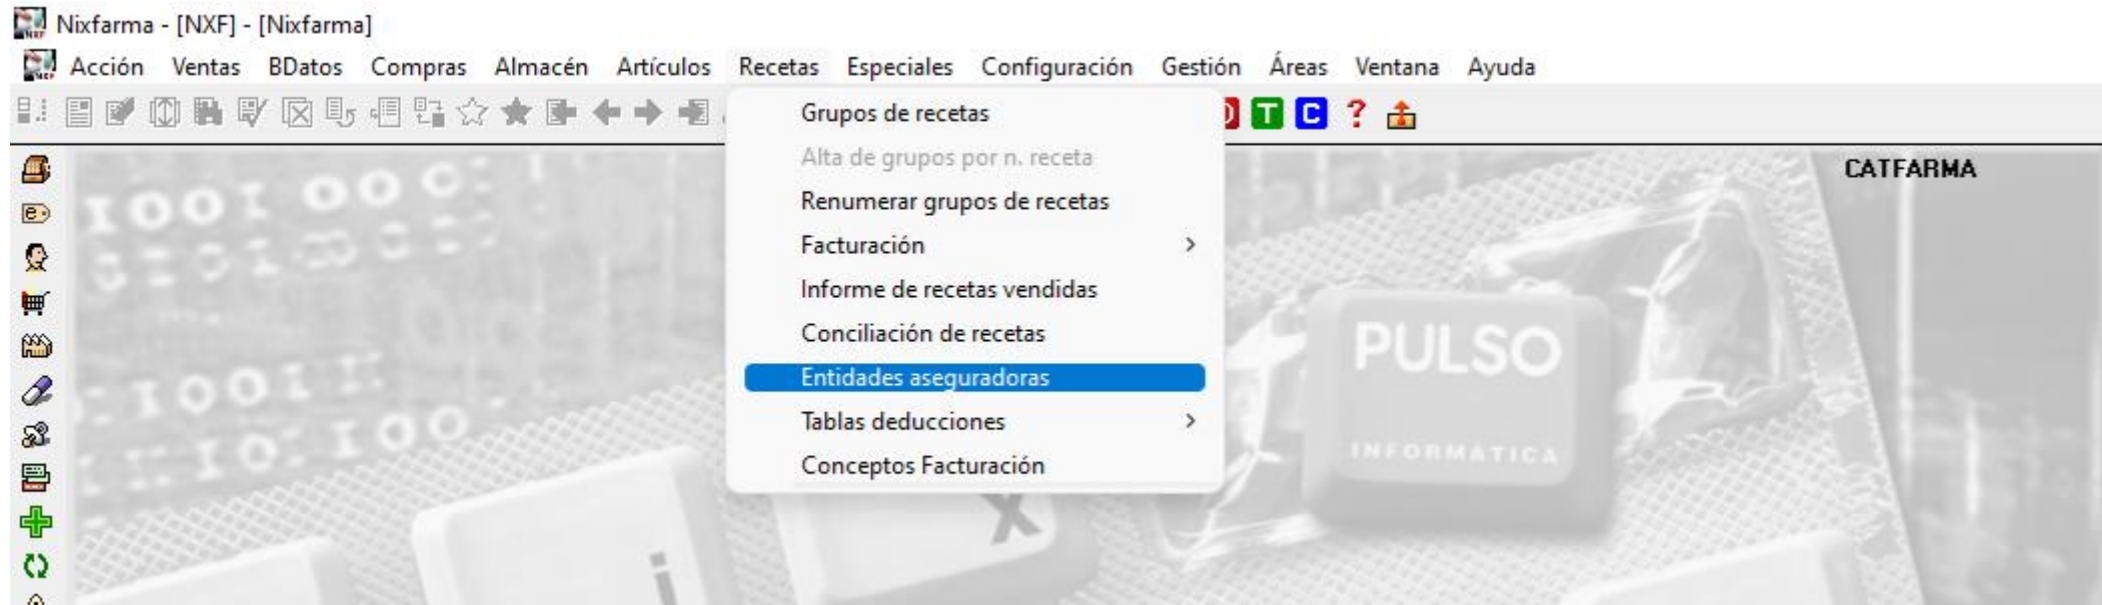 Nixfarma - [NXF] - [Nixfarma]
Acción Ventas BDatos Compras Almacén Artículos Recetas Especiales Configuración Gestión Áreas Ventana Ayuda
T C ?
Grupos de recetas
Alta de grupos por n. receta
Renumerar grupos de recetas
Facturación
Informe de recetas vendidas
Conciliación de recetas
Entidades aseguradoras
Tablas deducciones
Conceptos Facturación
CATFARMA
PULSO
INFORMÁTICA
X
i